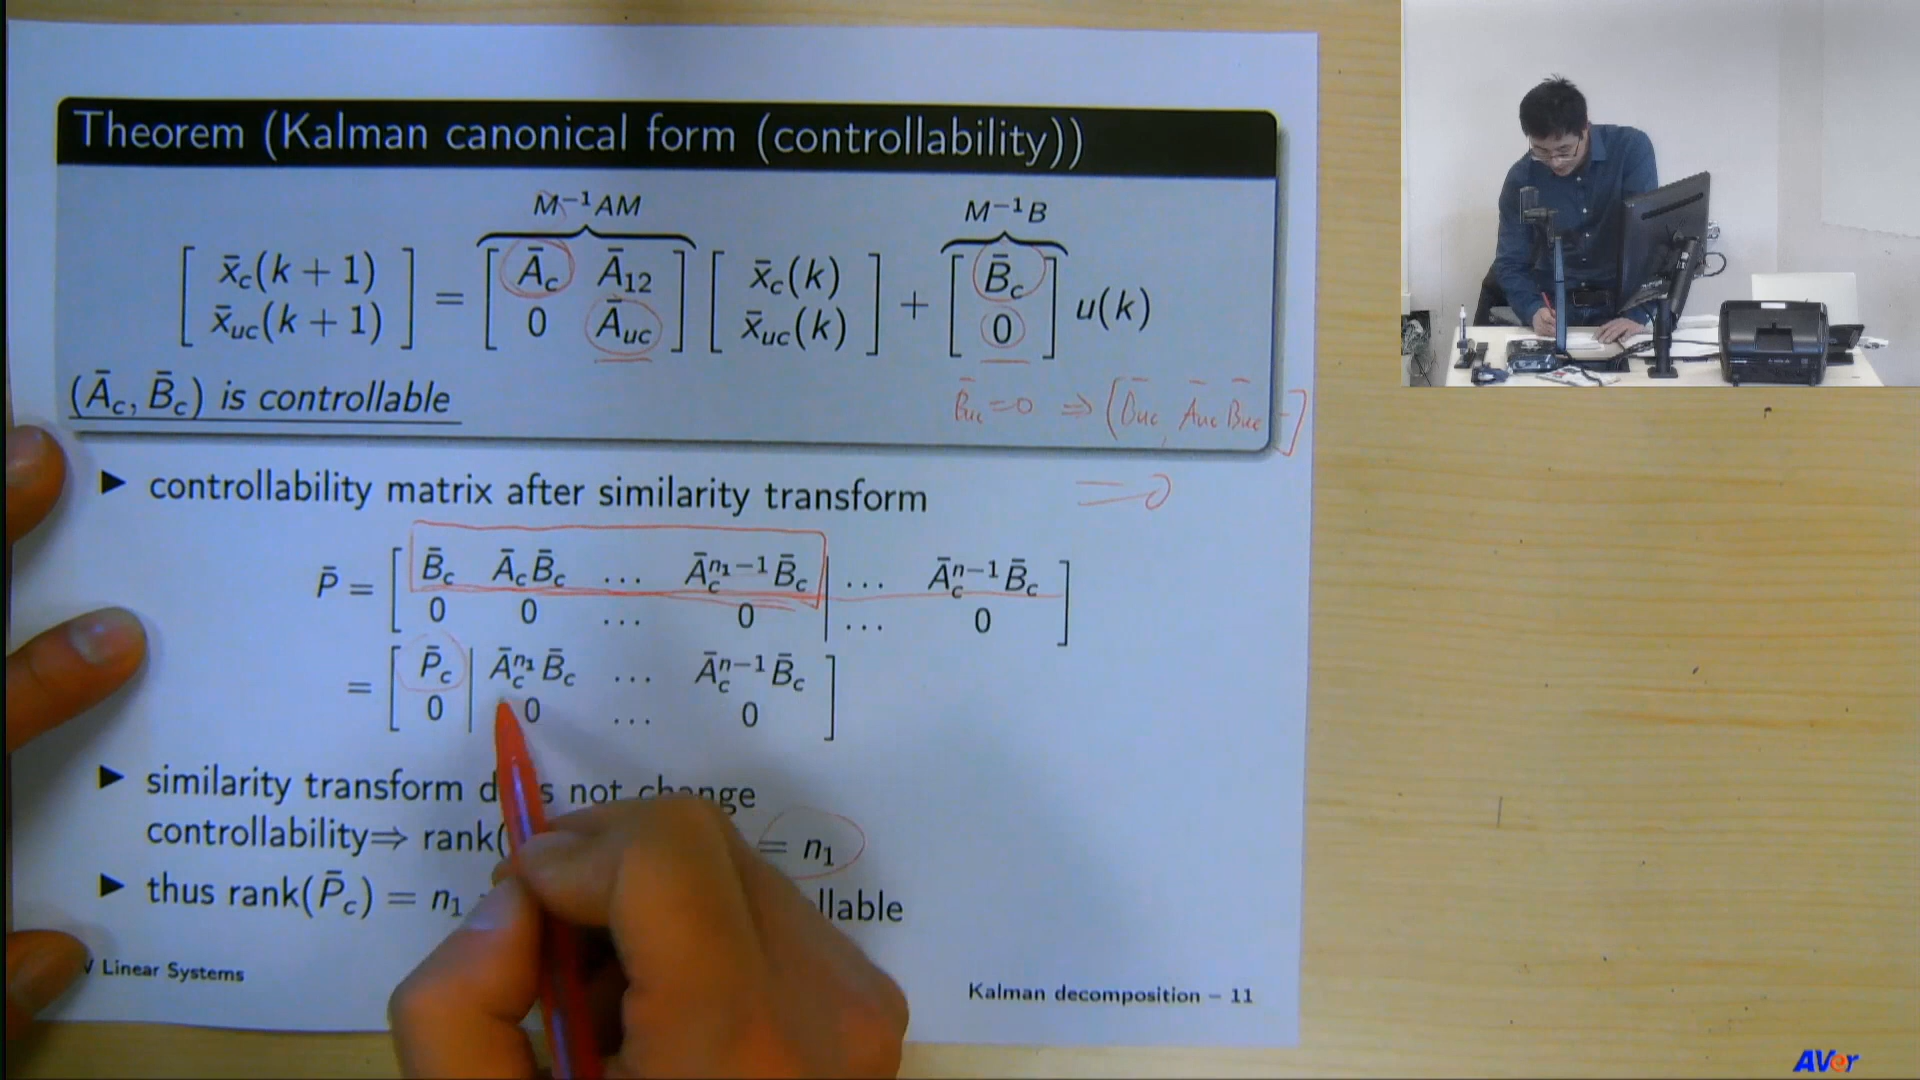 Theorem (Kalman canonical form (controllability))
M⁻¹AM
M⁻¹B
[ x̄c(k + 1) ; x̄uc(k + 1) ] = [ Āc Ā12 ; 0 Āuc ] [ x̄c(k) ; x̄uc(k) ] + [ B̄c ; 0 ] u(k)
(Āc, B̄c) is controllable
B̄uc = 0 ⇒ [ B̄uc, Āuc B̄uc - ]
= 0
► controllability matrix after similarity transform
P̄ = [ B̄c ĀcB̄c … Āc^{n₁−1}B̄c | … Āc^{n−1}B̄c ; 0 0 … 0 | … 0 ]
= [ P̄c | Āc^{n₁}B̄c … Āc^{n−1}B̄c ; 0 | 0 … 0 ]
► similarity transform not change
controllability⇒ rank( = n₁
► thus rank(P̄c) = n₁
Linear Systems
Kalman decomposition – 11
AVer